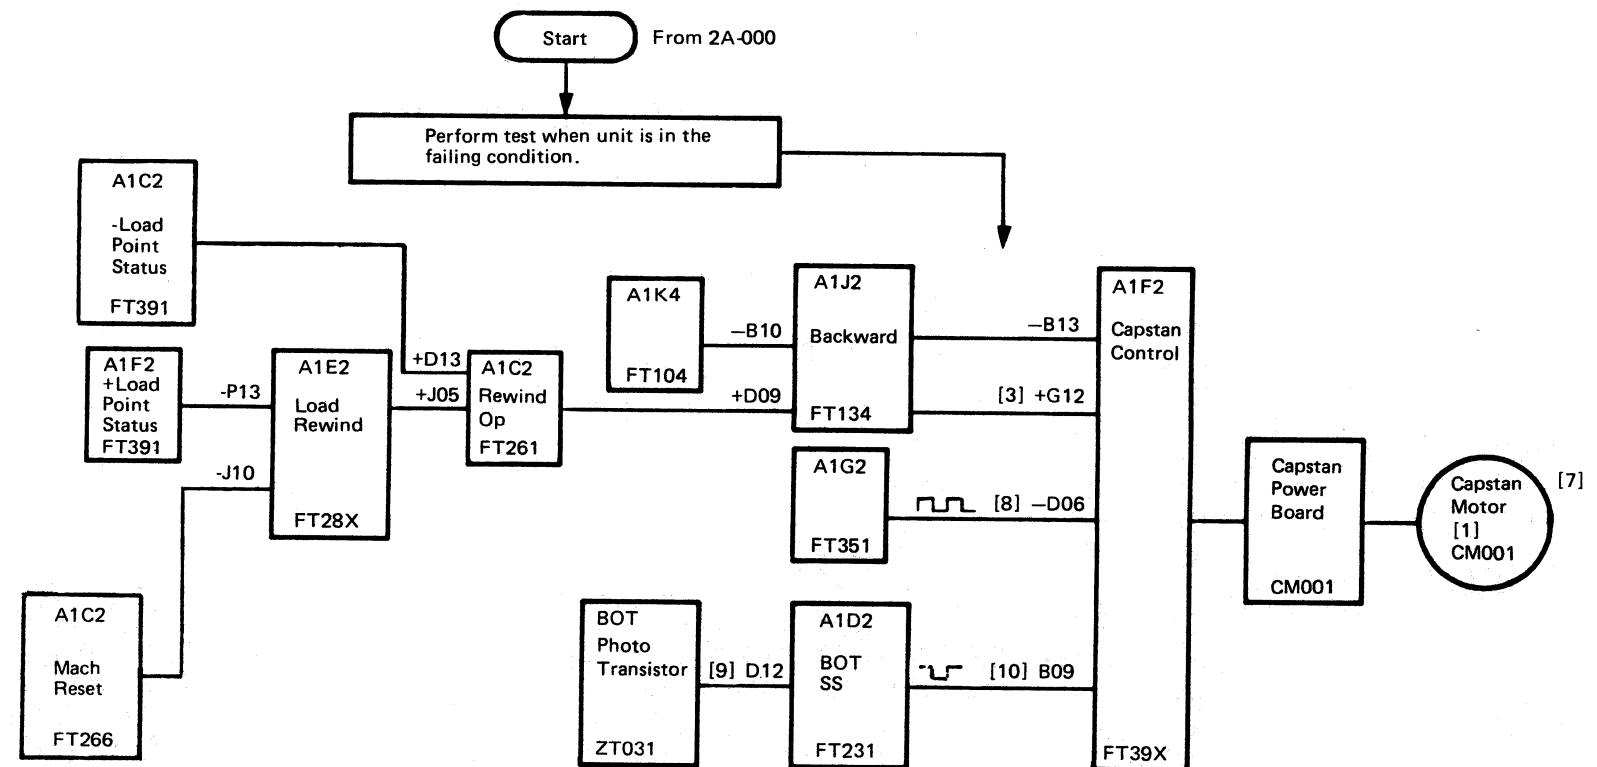 Start
From 2A-000
Perform test when unit is in the
failing condition.
A1C2
-Load
Point
Status
FT391
A1F2
+Load
Point
Status
FT391
-P13
-J10
A1C2
Mach
Reset
FT266
A1E2
Load
Rewind
FT28X
+D13
+J05
A1C2
Rewind
Op
FT261
A1K4
FT104
—B10
+D09
A1J2
Backward
FT134
—B13
[3] +G12
A1G2
FT351
[8] —D06
BOT
Photo
Transistor
ZT031
[9] D12
A1D2
BOT
SS
FT231
[10] B09
A1F2
Capstan
Control
FT39X
Capstan
Power
Board
CM001
Capstan
Motor
[1]
CM001
[7]